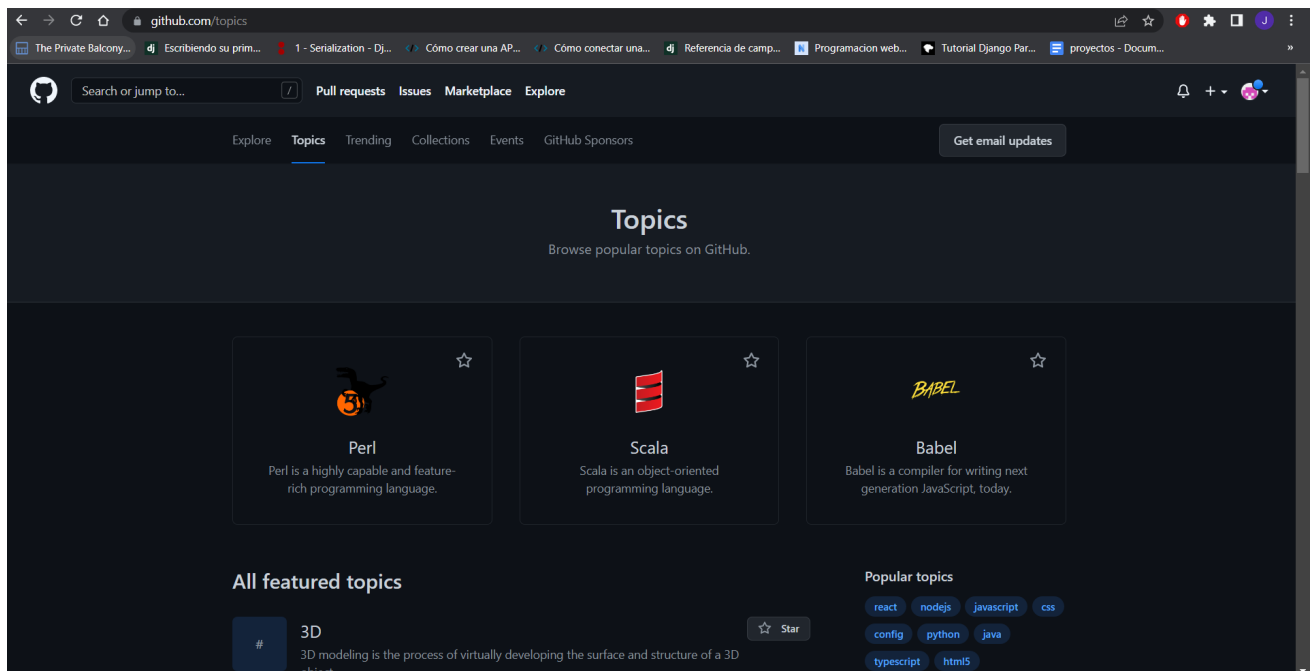 github.com/topics
The Private Balcony... dj Escribiendo su prim... 1 - Serialization - Dj... Cómo crear una AP... Cómo conectar una... dj Referencia de camp... Programacion web... Tutorial Django Par... proyectos - Docum... »
Search or jump to... / Pull requests Issues Marketplace Explore
Explore Topics Trending Collections Events GitHub Sponsors Get email updates
Topics
Browse popular topics on GitHub.
Perl
Perl is a highly capable and feature-
rich programming language.
Scala
Scala is an object-oriented
programming language.
BABEL
Babel
Babel is a compiler for writing next
generation JavaScript, today.
All featured topics
# 3D Star
3D modeling is the process of virtually developing the surface and structure of a 3D
Popular topics
react nodejs javascript css
config python java
typescript html5